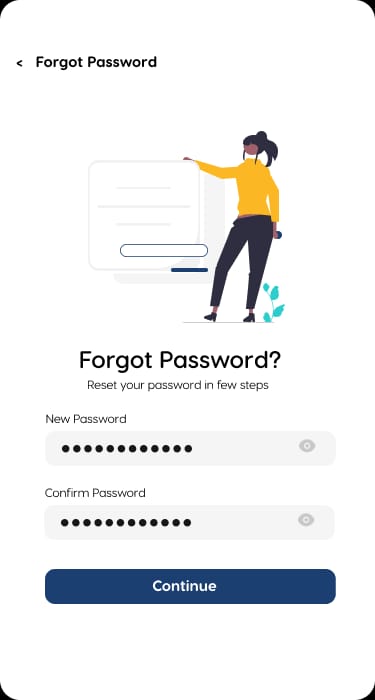 < Forgot Password
Forgot Password?
Reset your password in few steps
New Password
●●●●●●●●●●●●
Confirm Password
●●●●●●●●●●●●
Continue